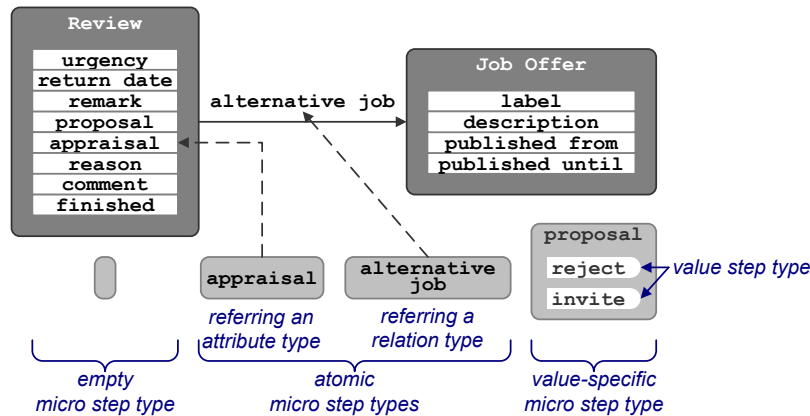 Review
urgency
return date
remark
proposal
appraisal
reason
comment
finished
alternative job
Job Offer
label
description
published from
published until
appraisal
alternative
job
proposal
reject
invite
value step type
referring an
attribute type
referring a
relation type
empty
micro step type
atomic
micro step types
value-specific
micro step type